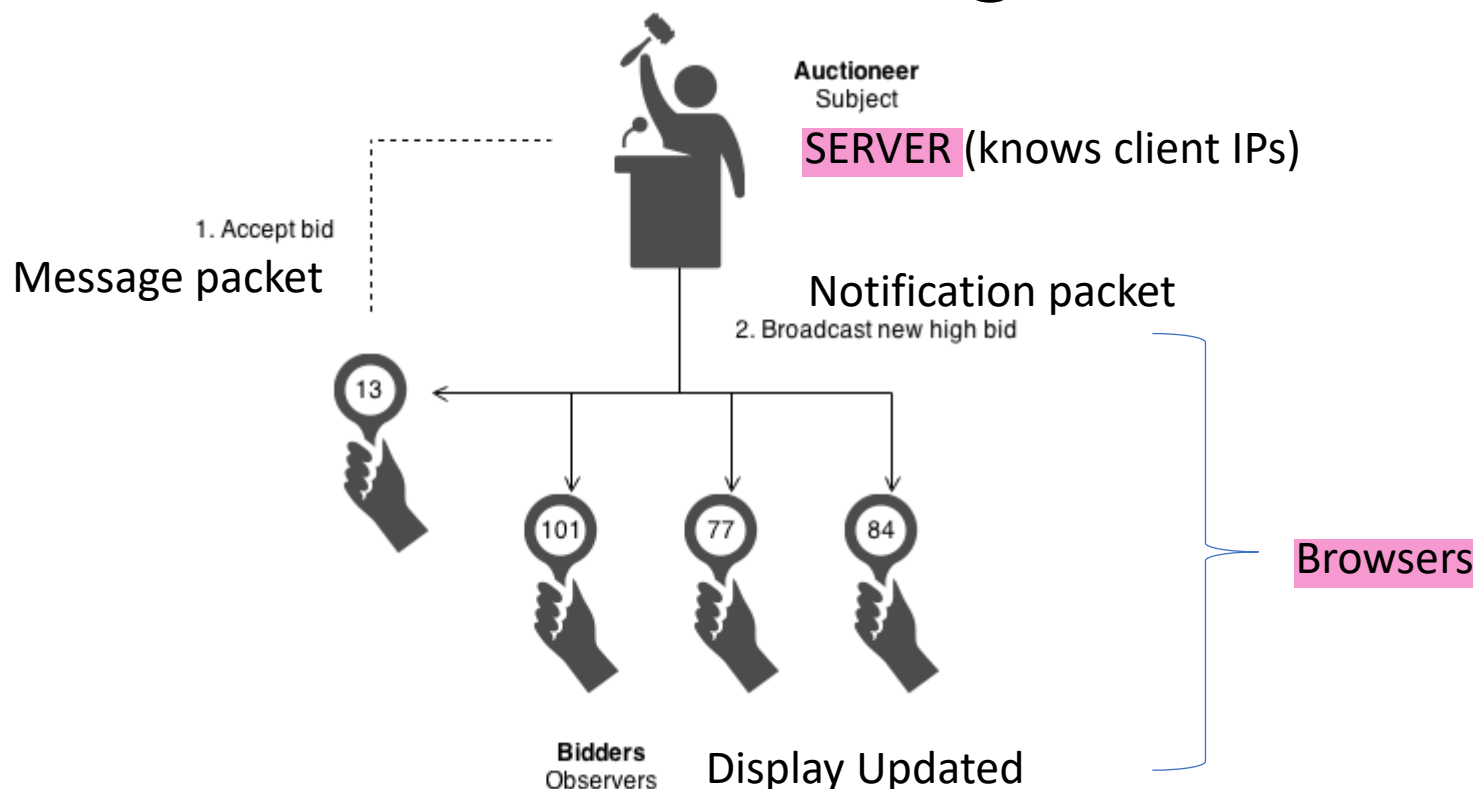 Auctioneer
Subject
SERVER (knows client IPs)
1. Accept bid
Message packet
Notification packet
2. Broadcast new high bid
13
101
77
84
Browsers
Bidders
Observers
Display Updated